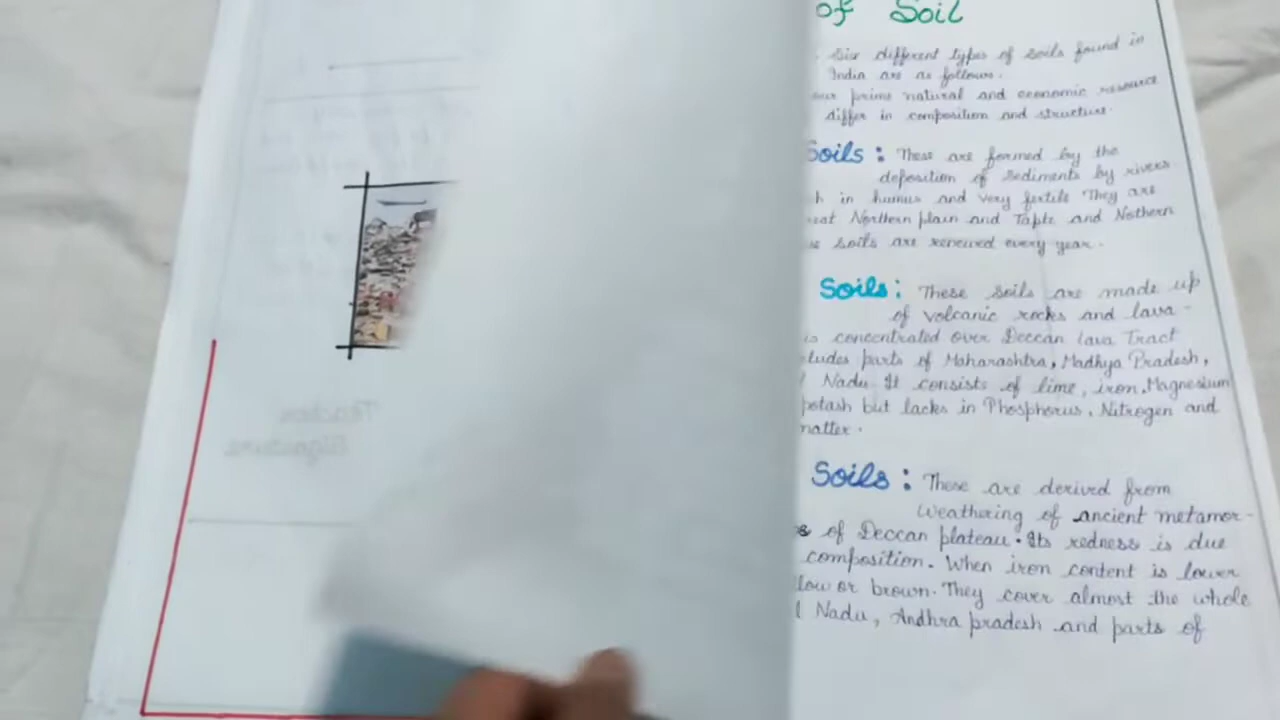 of Soil
Six different types of soils found in
India are as follows.
our prime natural and economic resource
differ in composition and structure.
Soils : These are formed by the
deposition of sediments by rivers
h in humus and very fertile They are
eat Northern plain and Tapti and Nothern
soils are renewed every year.
Soils : These soils are made up
of volcanic rocks and lava.
is concentrated over Deccan lava Tract
ludes parts of Maharashtra, Madhya Pradesh,
l Nadu. It consists of lime, iron, Magnesium
potash but lacks in Phosphorus, Nitrogen and
matter.
Soils : These are derived from
weathering of ancient metamor-
s of Deccan plateau. Its redness is due
composition. When iron content is lower
low or brown. They cover almost the whole
l Nadu, Andhra pradesh and parts of
Teacher
Signature